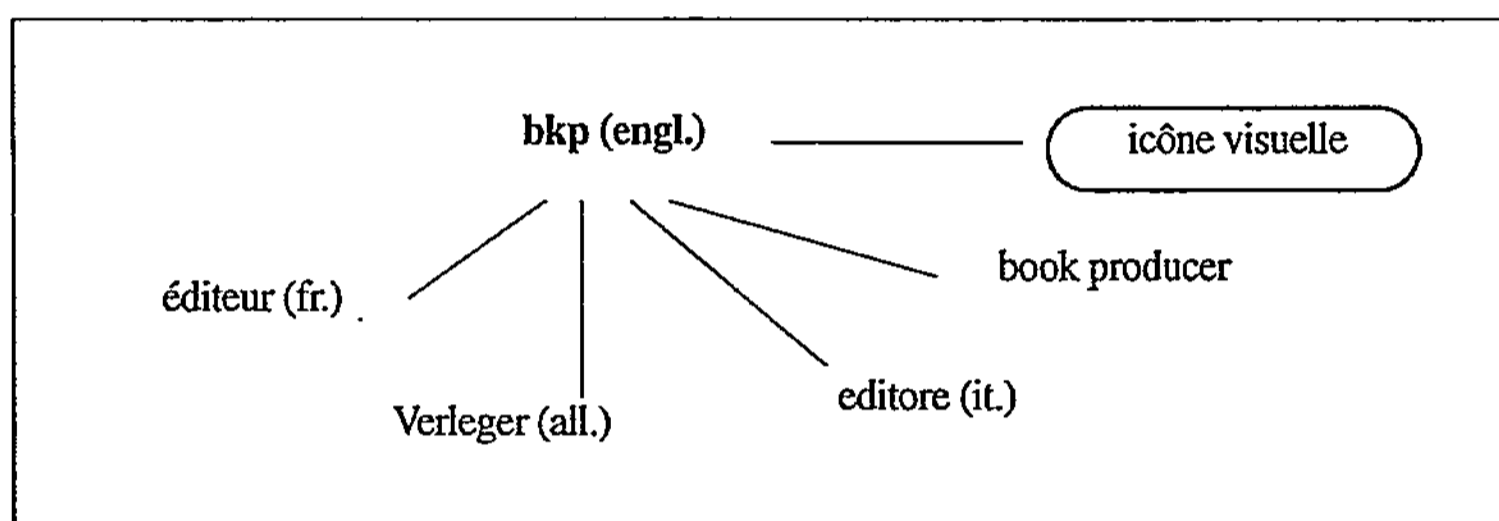 bkp (engl.)
icône visuelle
book producer
éditeur (fr.)
editore (it.)
Verleger (all.)